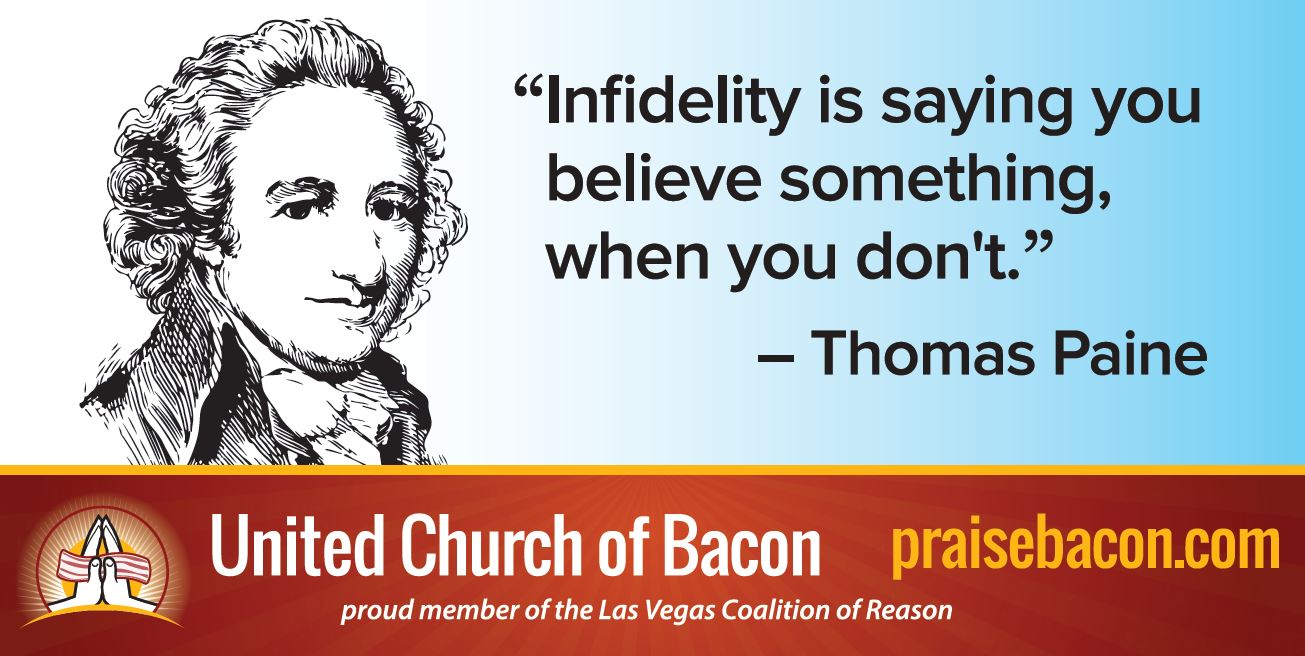 “Infidelity is saying you
believe something,
when you don't.”
– Thomas Paine
United Church of Bacon
praisebacon.com
proud member of the Las Vegas Coalition of Reason